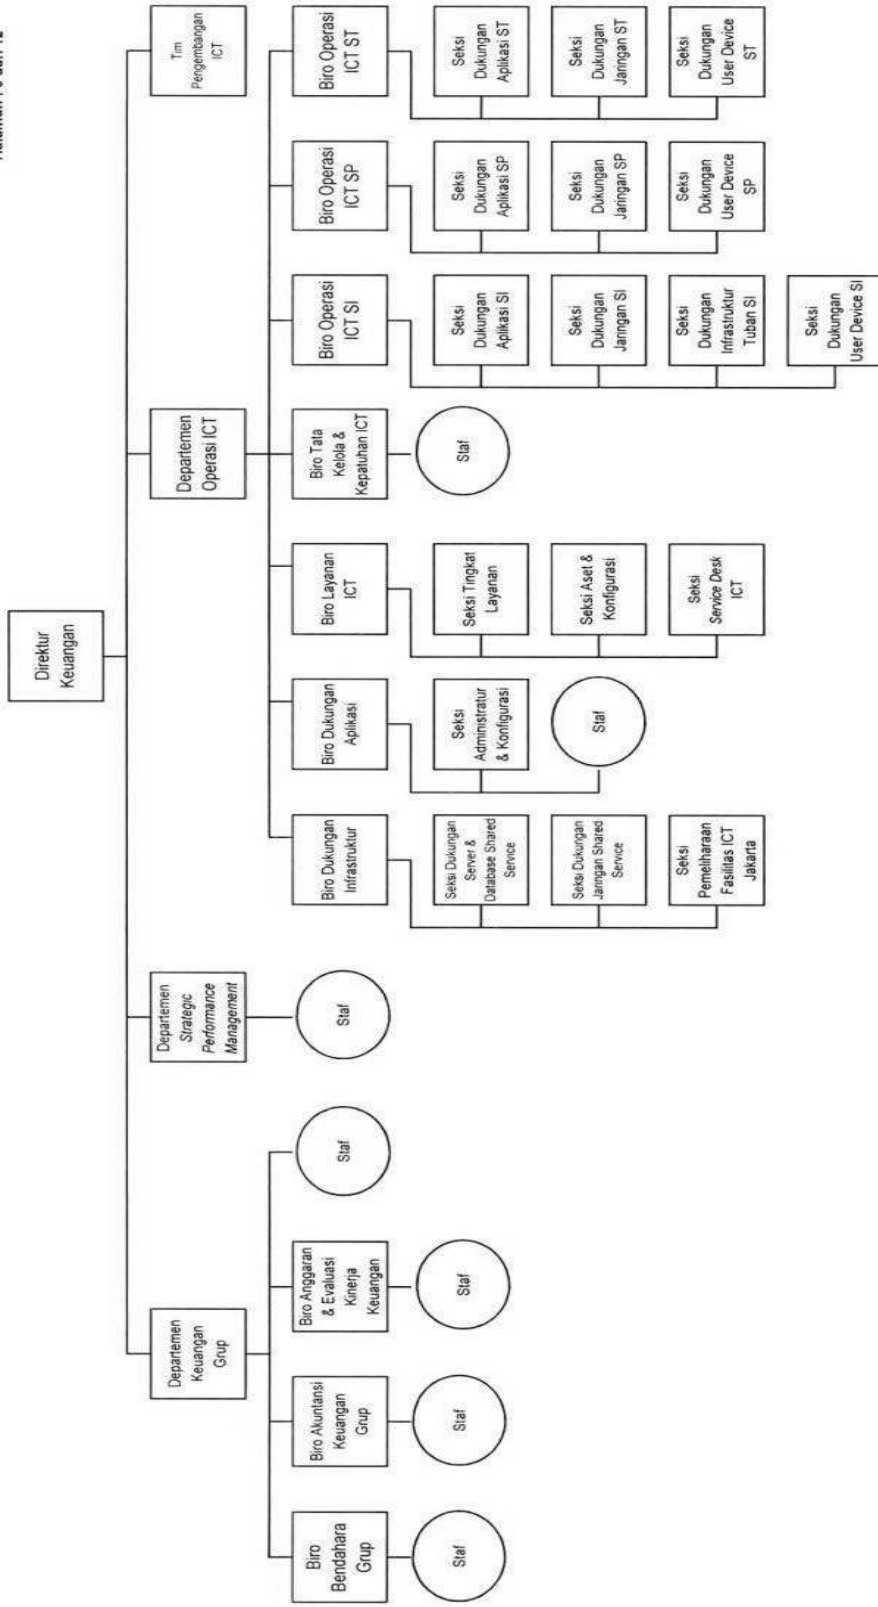 Direktur
Keuangan
Departemen
Keuangan
Grup
Departemen
Strategic
Performance
Management
Departemen
Operasi ICT
Tim
Pengembangan
ICT
Biro
Bendahara
Grup
Biro Akuntansi
Keuangan
Grup
Biro Anggaran
& Evaluasi
Kinerja
Keuangan
Staf
Staf
Biro Dukungan
Infrastruktur
Biro Dukungan
Aplikasi
Biro Layanan
ICT
Biro Tata
Kelola &
Kepatuhan ICT
Biro Operasi
ICT SI
Biro Operasi
ICT SP
Biro Operasi
ICT ST
Staf
Staf
Staf
Seksi Dukungan
Server &
Database Shared
Service
Seksi
Administratur
& Konfigurasi
Seksi Tingkat
Layanan
Staf
Seksi
Dukungan
Aplikasi SI
Seksi
Dukungan
Aplikasi SP
Seksi
Dukungan
Aplikasi ST
Seksi Dukungan
Jaringan Shared
Service
Staf
Seksi Aset &
Konfigurasi
Seksi
Dukungan
Jaringan SI
Seksi
Dukungan
Jaringan SP
Seksi
Dukungan
Jaringan ST
Seksi
Pemeliharaan
Fasilitas ICT
Jakarta
Seksi
Service Desk
ICT
Seksi
Dukungan
Infrastruktur
Tuban SI
Seksi
Dukungan
User Device
SP
Seksi
Dukungan
User Device
ST
Seksi
Dukungan
User Device SI